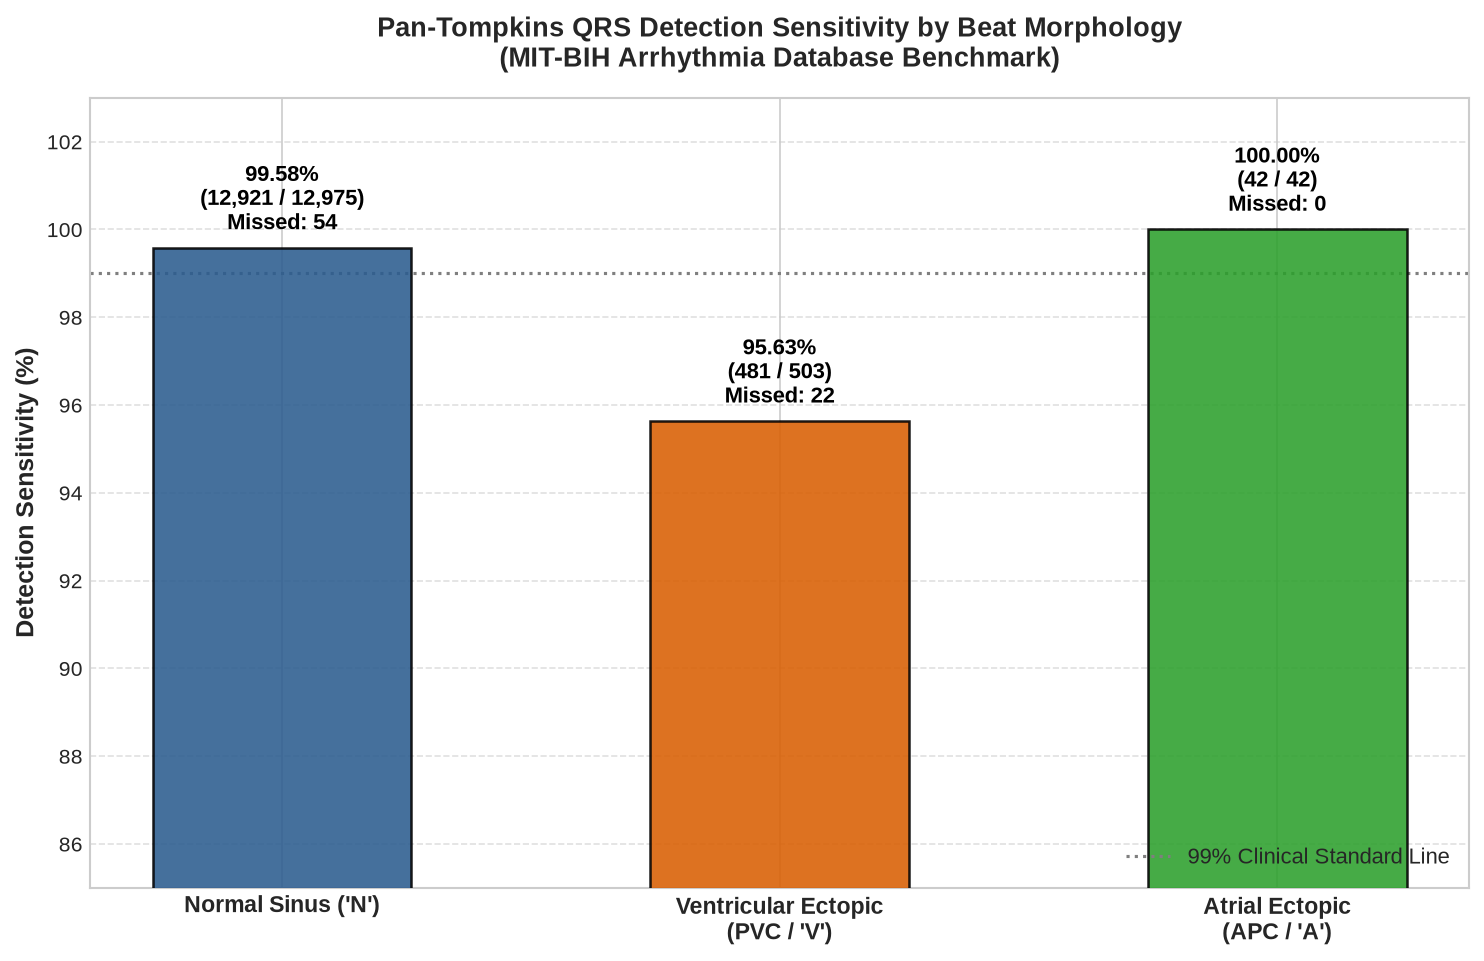 Pan-Tompkins QRS Detection Sensitivity by Beat Morphology
(MIT-BIH Arrhythmia Database Benchmark)
Detection Sensitivity (%)
102
100
98
96
94
92
90
88
86
99.58%
(12,921 / 12,975)
Missed: 54
95.63%
(481 / 503)
Missed: 22
100.00%
(42 / 42)
Missed: 0
99% Clinical Standard Line
Normal Sinus ('N')
Ventricular Ectopic
(PVC / 'V')
Atrial Ectopic
(APC / 'A')